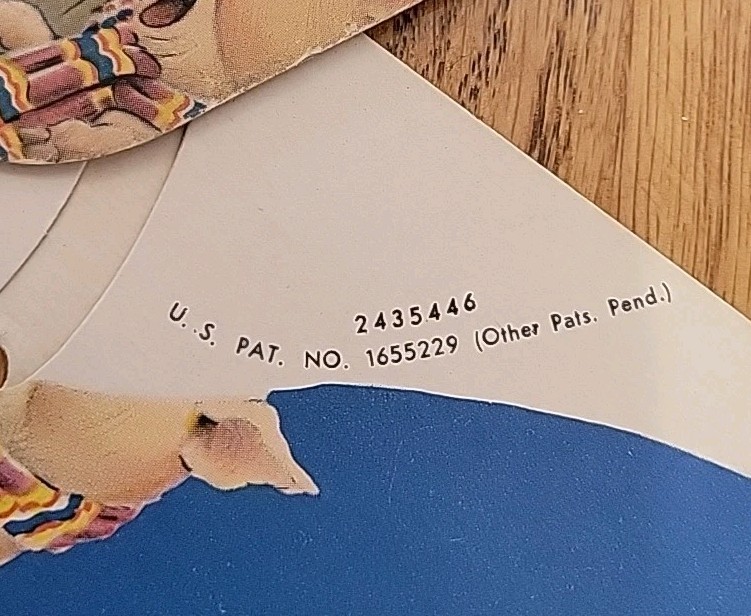 2435446
U. S. PAT. NO. 1655229 (Other Pats. Pend.)